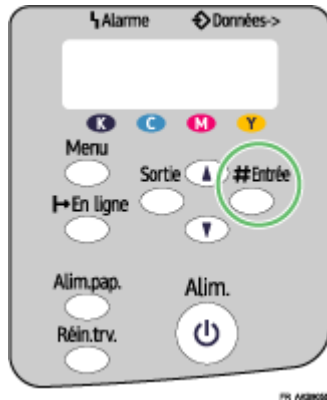 Alarme Données->
K C M Y
Menu
Sortie #Entrée
En ligne
Alim.pap. Alim.
Réin.trv.